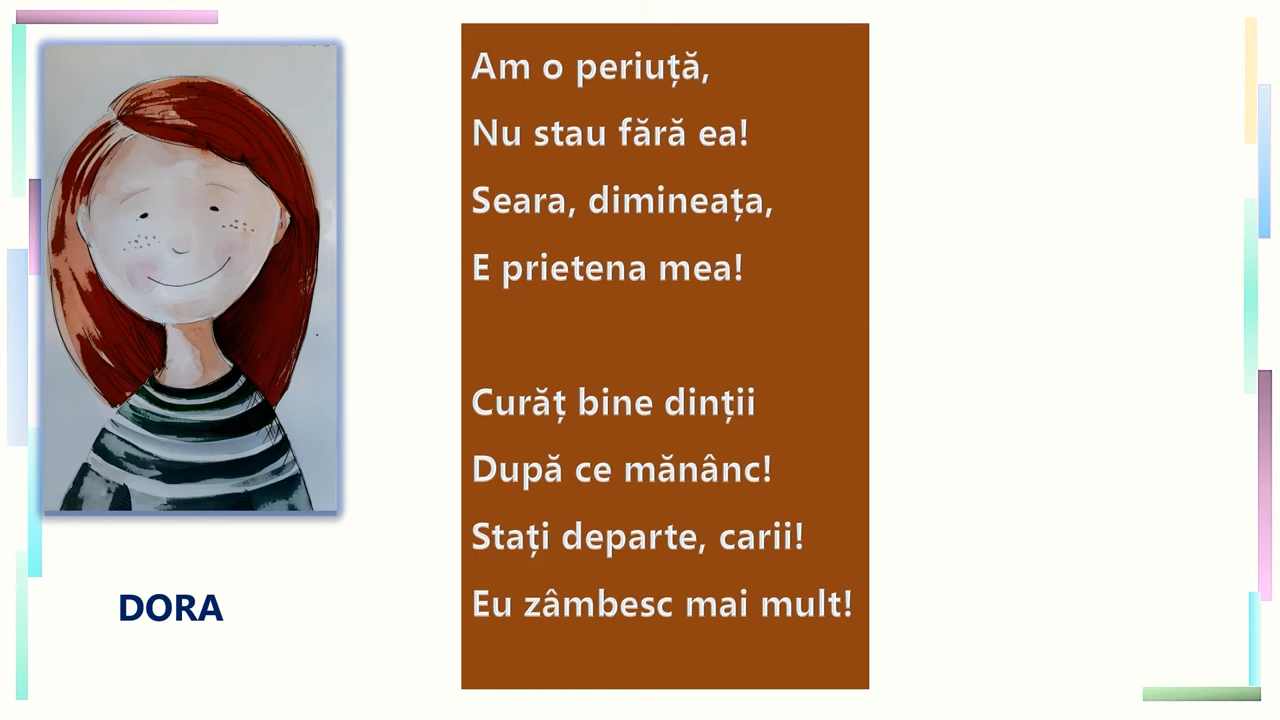 Am o periuță,
Nu stau fără ea!
Seara, dimineața,
E prietena mea!
Curăț bine dinții
După ce mănânc!
Stați departe, carii!
Eu zâmbesc mai mult!
DORA